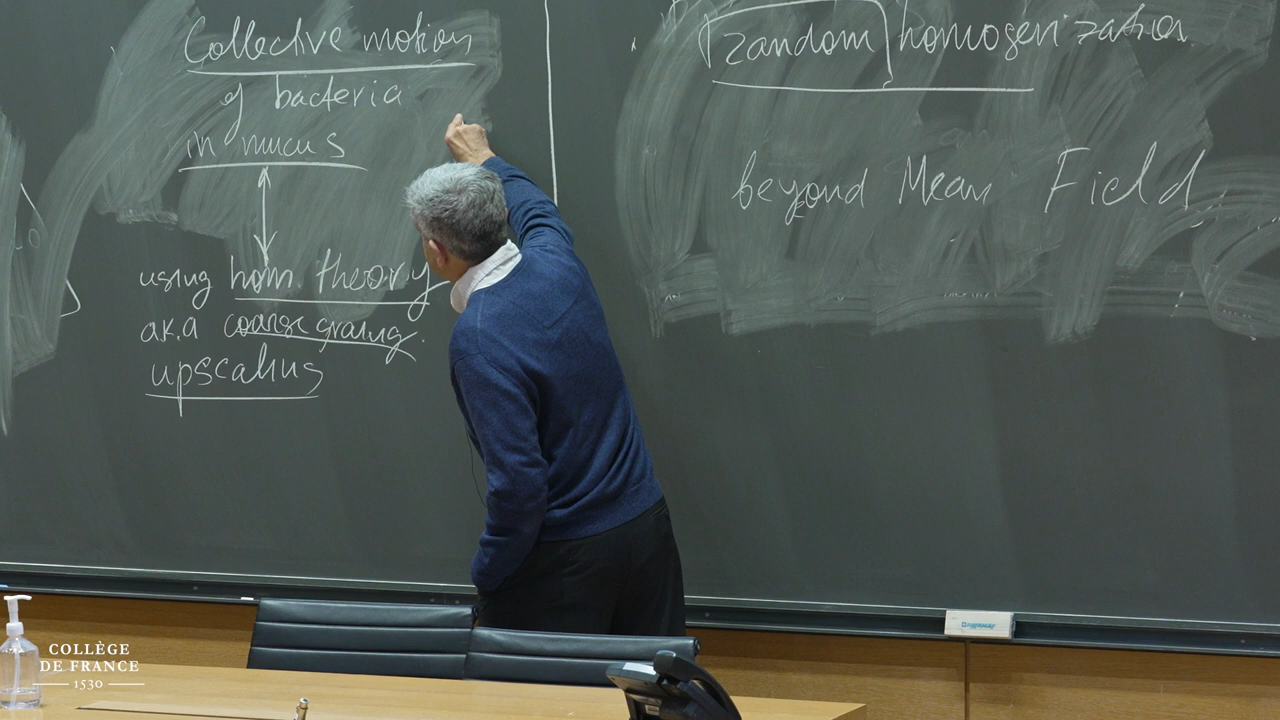 Collective motion
of bacteria
in mucus
using hom. theory
a.k.a coarse graing.
upscaling
random homogenization
beyond Mean Field
COLLÈGE
DE FRANCE
1530